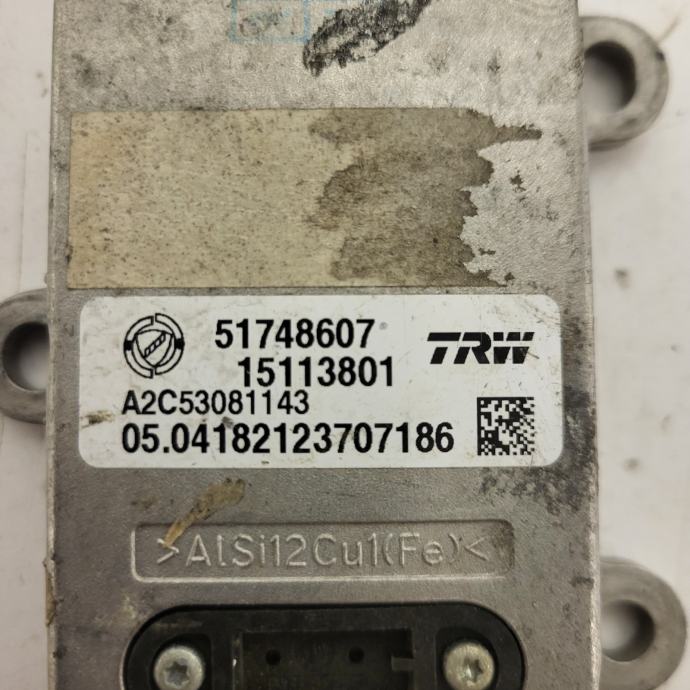 51748607
TRW
15113801
A2C53081143
05.04182123707186
>AlSi12Cu1(Fe)<